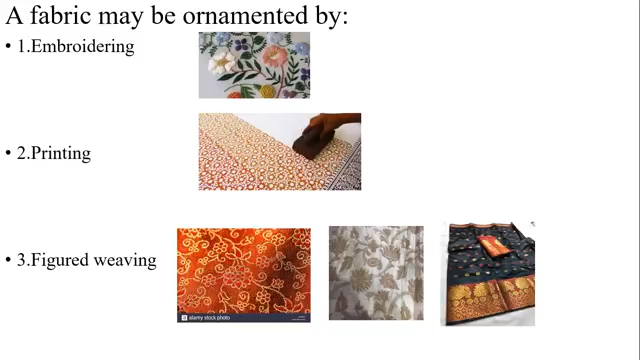 A fabric may be ornamented by:
• 1.Embroidering
• 2.Printing
• 3.Figured weaving
a alamy stock photo